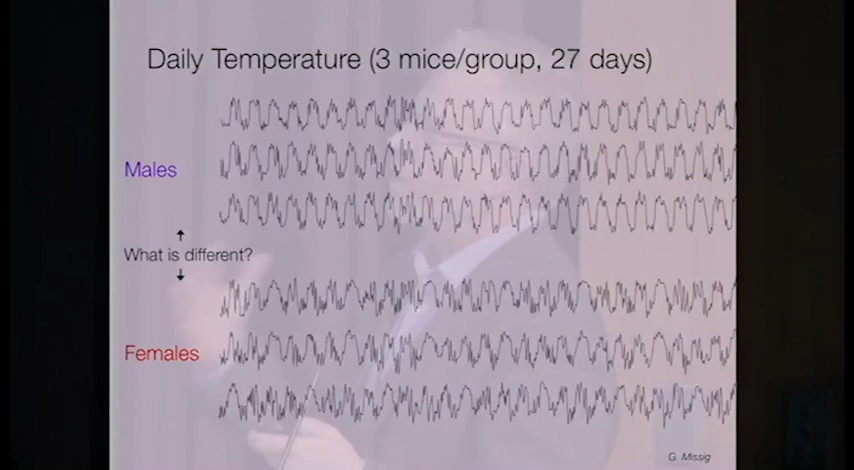 Daily Temperature (3 mice/group, 27 days)
Males
What is different?
Females
G. Missig